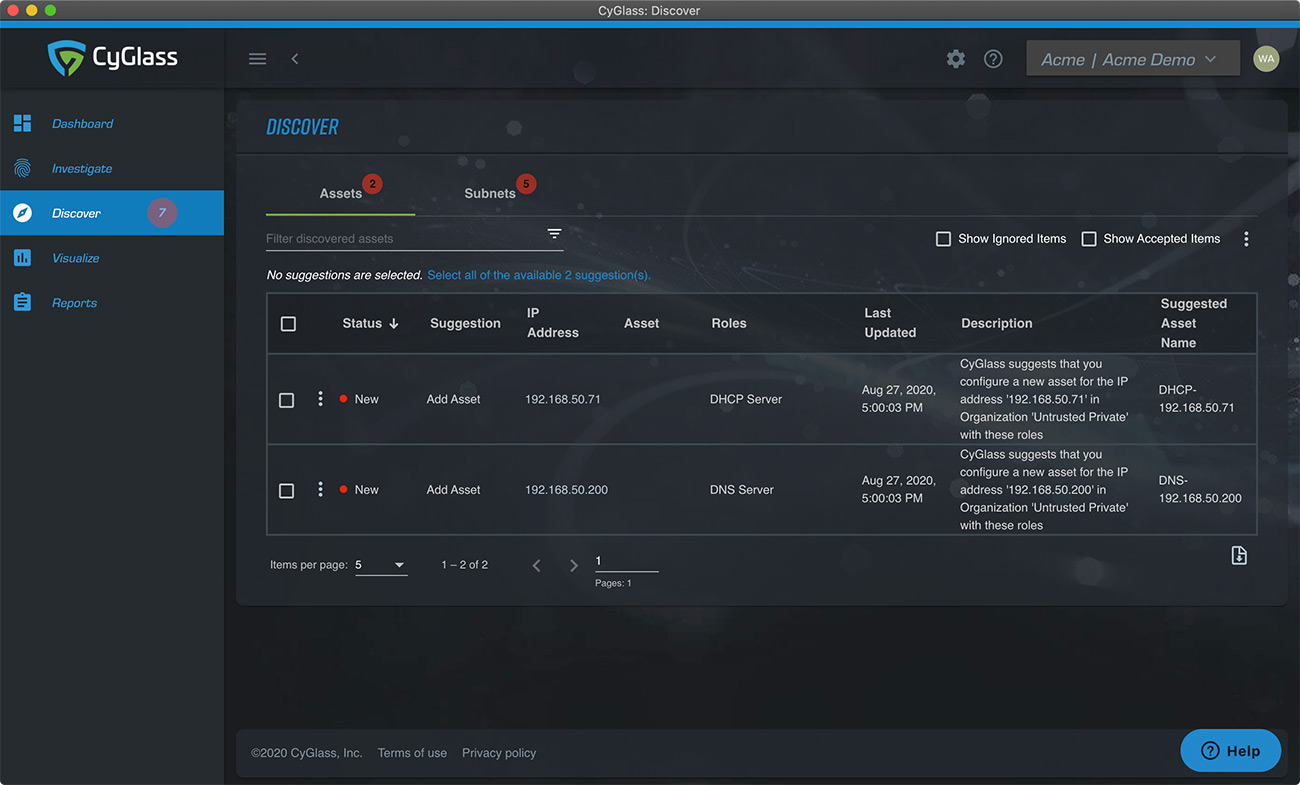 CyGlass: Discover
CyGlass
Acme | Acme Demo
WA
Dashboard
Investigate
Discover 7
Visualize
Reports
DISCOVER
Assets 2
Subnets 5
Filter discovered assets
Show Ignored Items
Show Accepted Items
No suggestions are selected. Select all of the available 2 suggestion(s).
Status
Suggestion
IP
Address
Asset
Roles
Last
Updated
Description
Suggested
Asset
Name
New
Add Asset
192.168.50.71
DHCP Server
Aug 27, 2020,
5:00:03 PM
CyGlass suggests that you
configure a new asset for the IP
address '192.168.50.71' in
Organization 'Untrusted Private'
with these roles
DHCP-
192.168.50.71
New
Add Asset
192.168.50.200
DNS Server
Aug 27, 2020,
5:00:03 PM
CyGlass suggests that you
configure a new asset for the IP
address '192.168.50.200' in
Organization 'Untrusted Private'
with these roles
DNS-
192.168.50.200
Items per page: 5
1 – 2 of 2
1
Pages: 1
©2020 CyGlass, Inc. Terms of use Privacy policy
Help